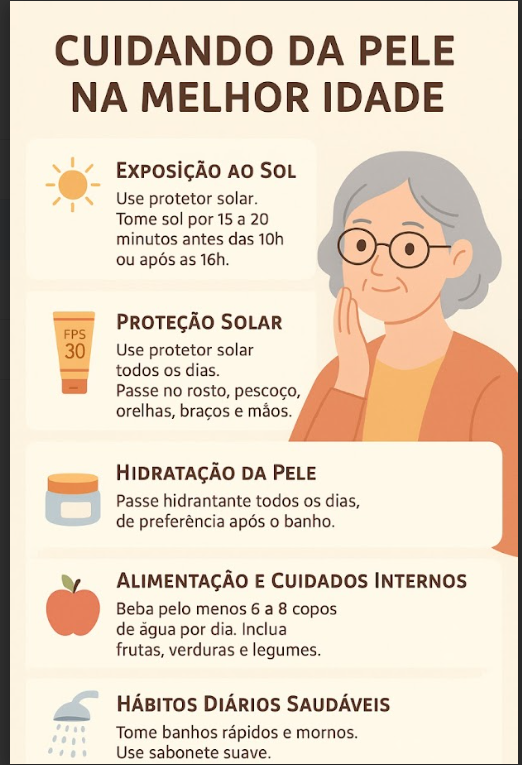 CUIDANDO DA PELE
NA MELHOR IDADE
EXPOSIÇÃO AO SOL
Use protetor solar.
Tome sol por 15 a 20
minutos antes das 10h
ou após as 16h.
FPS
30
PROTEÇÃO SOLAR
Use protetor solar
todos os dias.
Passe no rosto, pescoço,
orelhas, braços e mãos.
HIDRATAÇÃO DA PELE
Passe hidrantante todos os dias,
de preferência após o banho.
ALIMENTAÇÃO E CUIDADOS INTERNOS
Beba pelo menos 6 a 8 copos
de água por dia. Inclua
frutas, verduras e legumes.
HÁBITOS DIÁRIOS SAUDÁVEIS
Tome banhos rápidos e mornos.
Use sabonete suave.